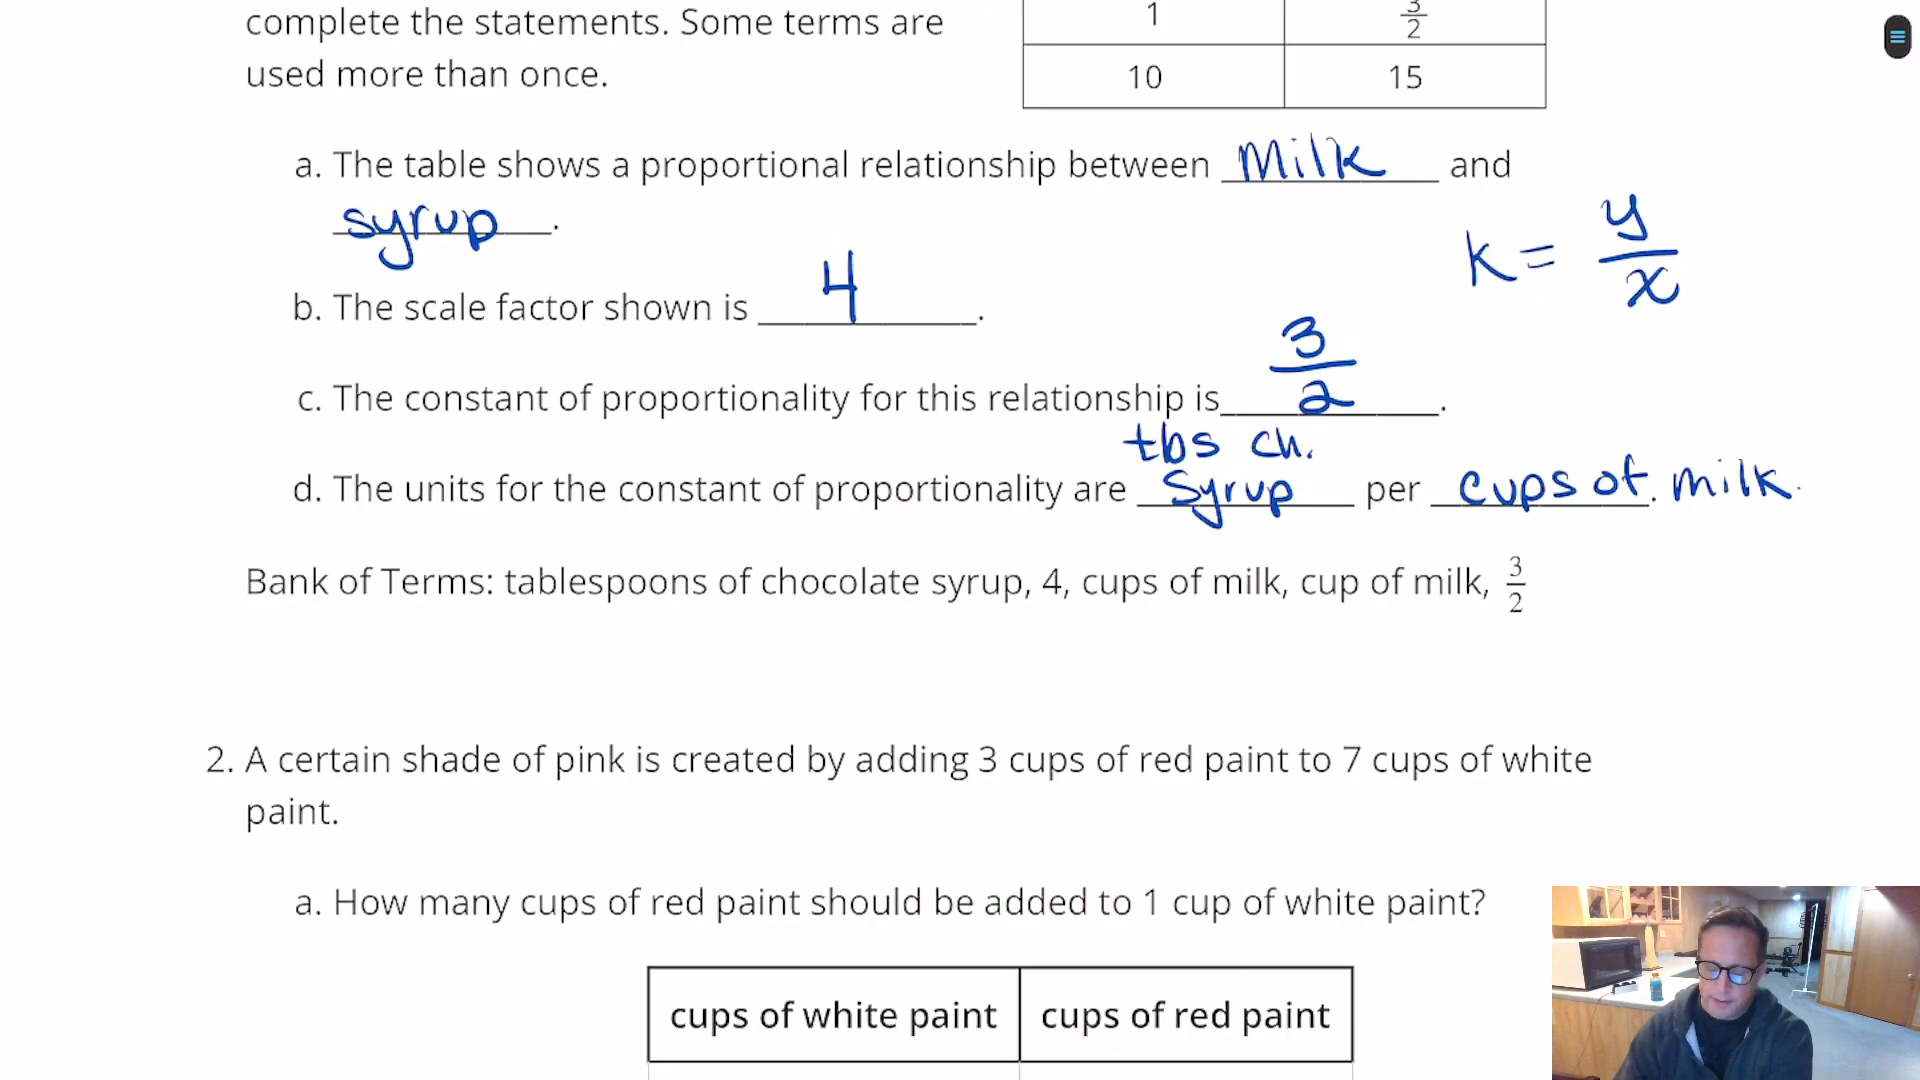 complete the statements. Some terms are
used more than once.
1 3/2
10 15
a. The table shows a proportional relationship between Milk and
syrup.
k = y/x
b. The scale factor shown is 4.
c. The constant of proportionality for this relationship is 3/2.
tbs ch.
d. The units for the constant of proportionality are Syrup per cups of. milk.
Bank of Terms: tablespoons of chocolate syrup, 4, cups of milk, cup of milk, 3/2
2. A certain shade of pink is created by adding 3 cups of red paint to 7 cups of white
paint.
a. How many cups of red paint should be added to 1 cup of white paint?
cups of white paint cups of red paint